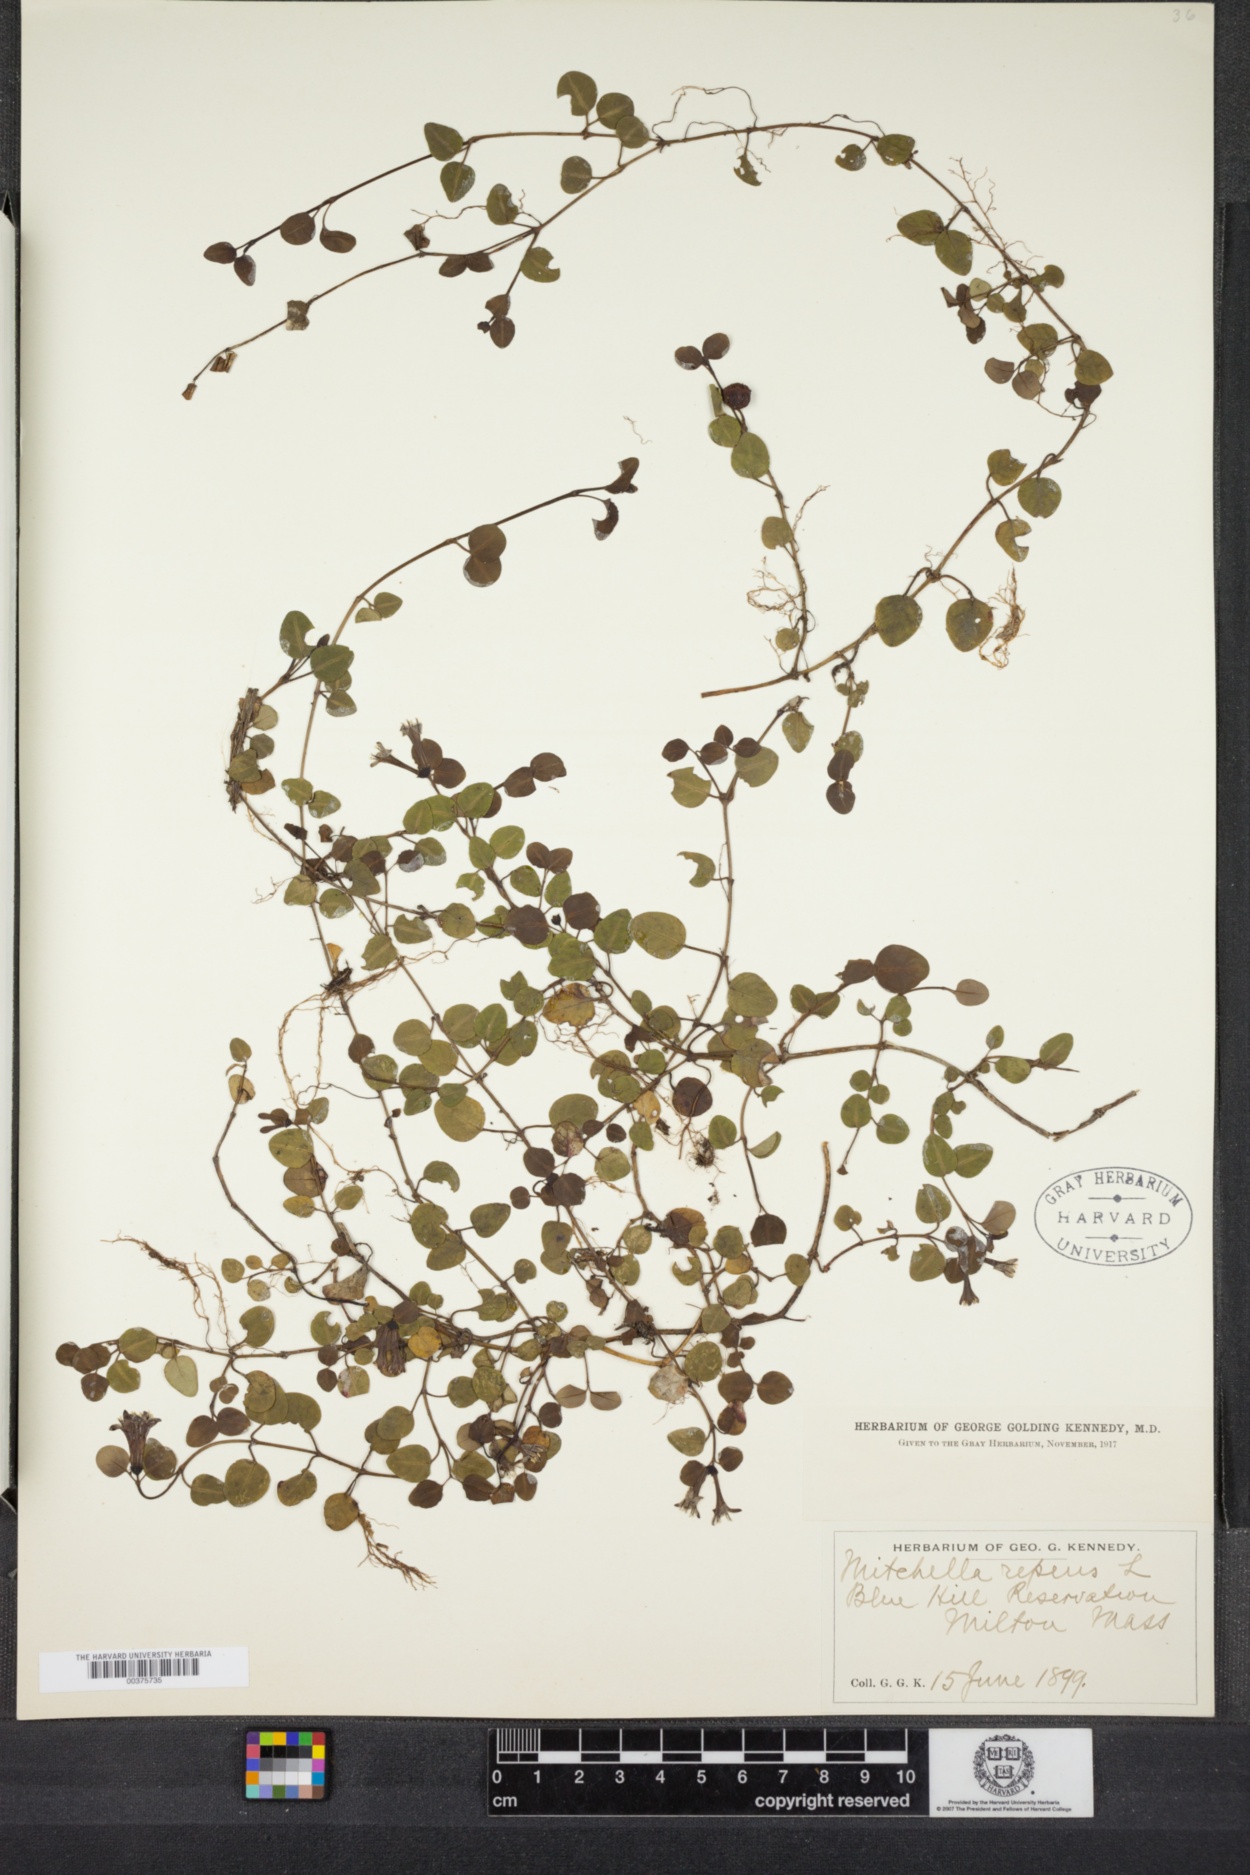 36
GRAY HERBARIUM
HARVARD
UNIVERSITY
HERBARIUM OF GEORGE GOLDING KENNEDY, M.D.
Given to the Gray Herbarium, November, 1917
HERBARIUM OF GEO. G. KENNEDY.
Mitchella repens L
Blue Hill Reservation
Milton Mass
Coll. G. G. K. 15 June 1899.
THE HARVARD UNIVERSITY HERBARIA
00375735
0 1 2 3 4 5 6 7 8 9 10
cm copyright reserved
HARVARD
Provided by the Harvard University Herbaria
© 2007 The President and Fellows of Harvard College